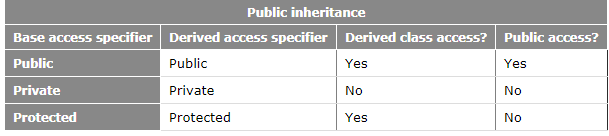 Public inheritance
Base access specifier Derived access specifier Derived class access? Public access?
Public Public Yes Yes
Private Private No No
Protected Protected Yes No